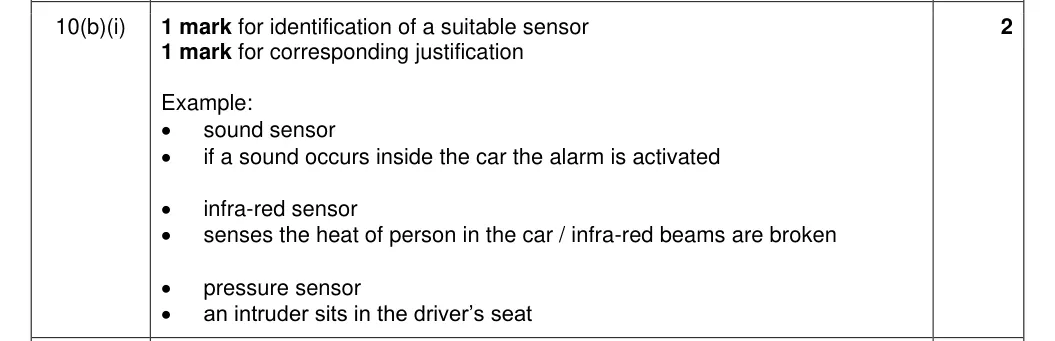 10(b)(i)
1 mark for identification of a suitable sensor
2
1 mark for corresponding justification
Example:
• sound sensor
• if a sound occurs inside the car the alarm is activated
• infra-red sensor
• senses the heat of person in the car / infra-red beams are broken
• pressure sensor
• an intruder sits in the driver’s seat